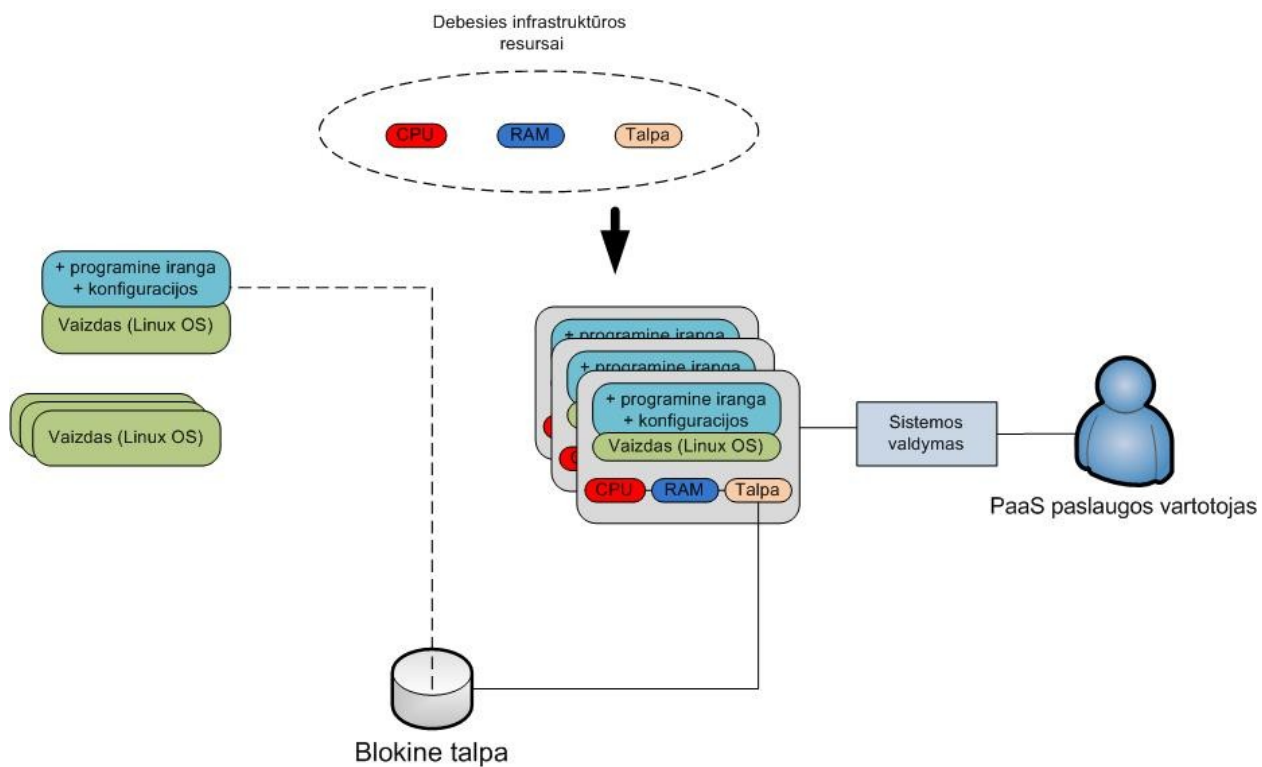 Debesies infrastruktūros
resursai
CPU
RAM
Talpa
+ programine iranga
+ konfiguracijos
Vaizdas (Linux OS)
Vaizdas (Linux OS)
+ programine iranga
+ programine iranga
+ programine iranga
+ konfiguracijos
Vaizdas (Linux OS)
CPU
RAM
Talpa
Sistemos
valdymas
PaaS paslaugos vartotojas
Blokine talpa